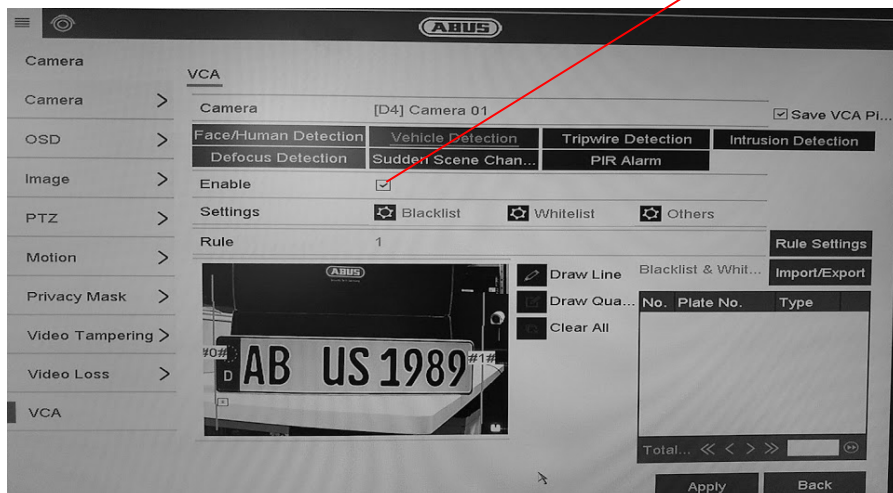 ABUS
Camera
VCA
Camera
Camera [D4] Camera 01
Save VCA Pi...
OSD
Face/Human Detection Vehicle Detection Tripwire Detection Intrusion Detection
Defocus Detection Sudden Scene Chan... PIR Alarm
Image
Enable
PTZ
Settings Blacklist Whitelist Others
Rule 1
Rule Settings
Motion
ABUS
Draw Line
Blacklist & Whit... Import/Export
Privacy Mask
Draw Qua...
No. Plate No. Type
Video Tampering
Clear All
#0# D AB US 1989 #1#
Video Loss
VCA
Total...
Apply Back